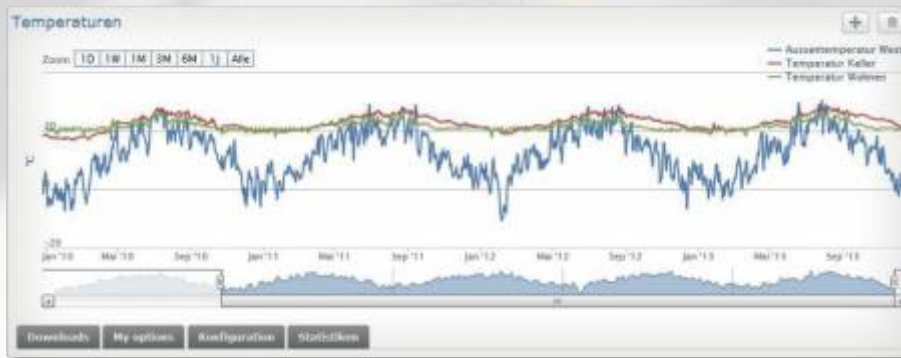 Temperaturen
Zoom 1D 1W 1M 3M 6M 1J Alle
Aussentemperatur West
Temperatur Keller
Temperatur Wohnen
20
°C
-20
Jan '10 Mai '10 Sep '10 Jan '11 Mai '11 Sep '11 Jan '12 Mai '12 Sep '12 Jan '13 Mai '13 Sep '13
Downloads My options Konfiguration Statistiken